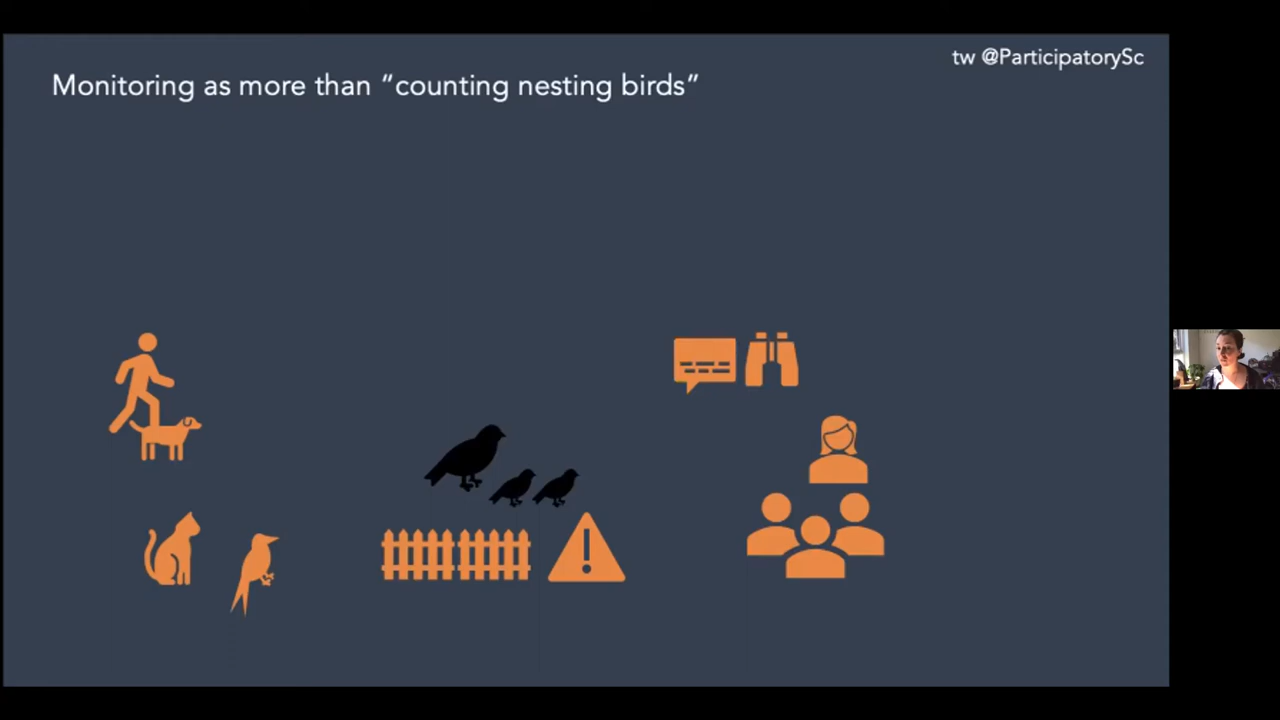 tw @ParticipatorySc
Monitoring as more than “counting nesting birds”